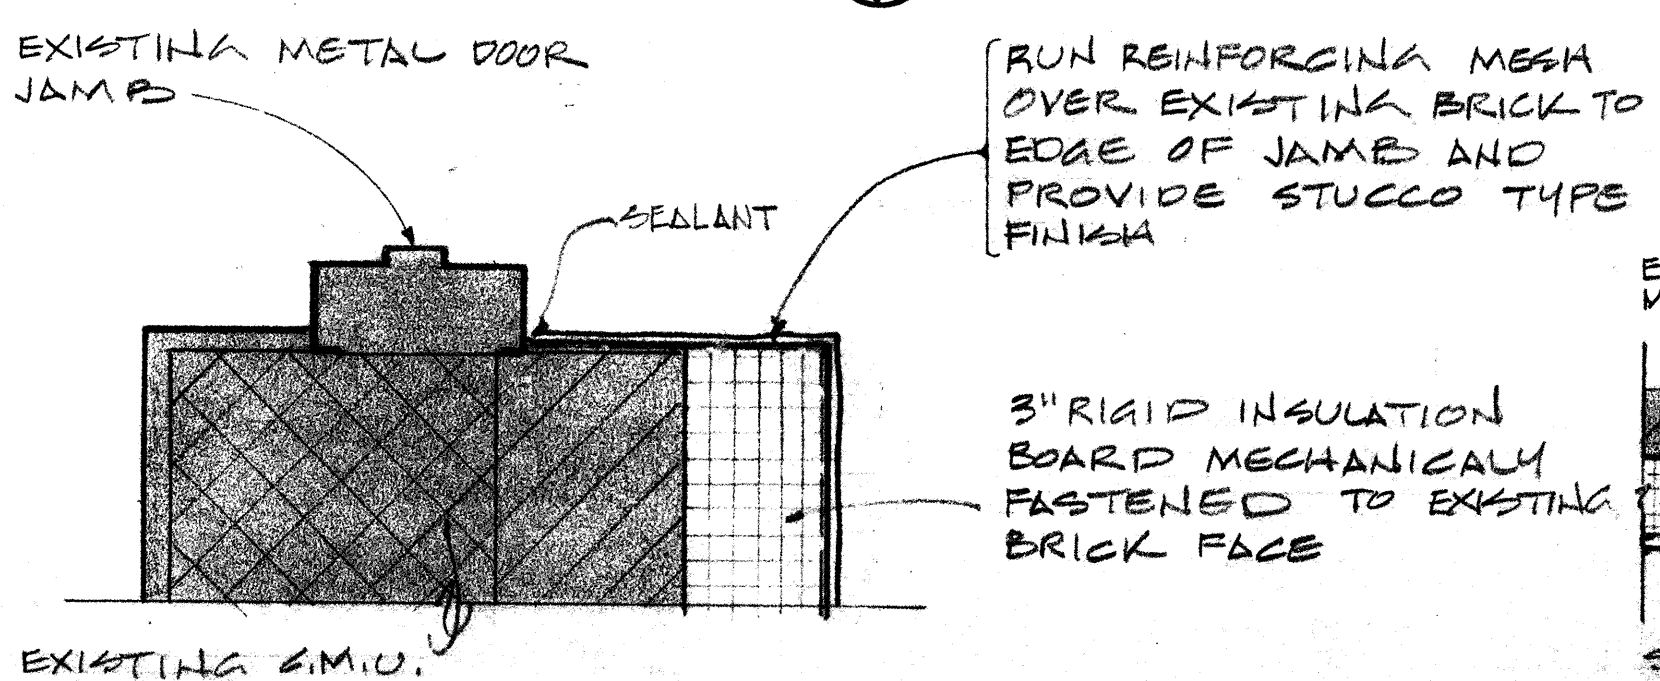 EXISTING METAL DOOR
JAMB
SEALANT
RUN REINFORCING MESH
OVER EXISTING BRICK TO
EDGE OF JAMB AND
PROVIDE STUCCO TYPE
FINISH
3" RIGID INSULATION
BOARD MECHANICALY
FASTENED TO EXISTING
BRICK FACE
EXISTING C.M.U.